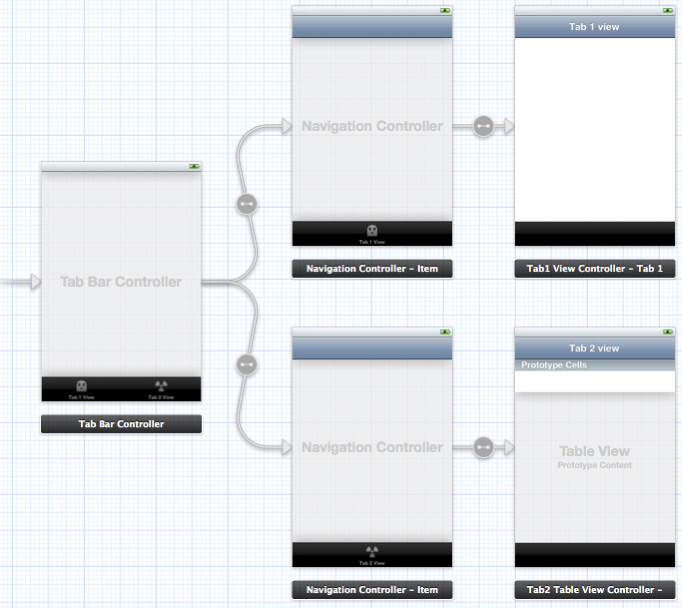 Tab 1 view
Navigation Controller
Tab 1 View
Navigation Controller - Item
Tab1 View Controller - Tab 1
Tab Bar Controller
Tab 1 View
Tab 2 View
Tab Bar Controller
Tab 2 view
Prototype Cells
Navigation Controller
Table View
Prototype Content
Tab 2 View
Navigation Controller - Item
Tab2 Table View Controller -